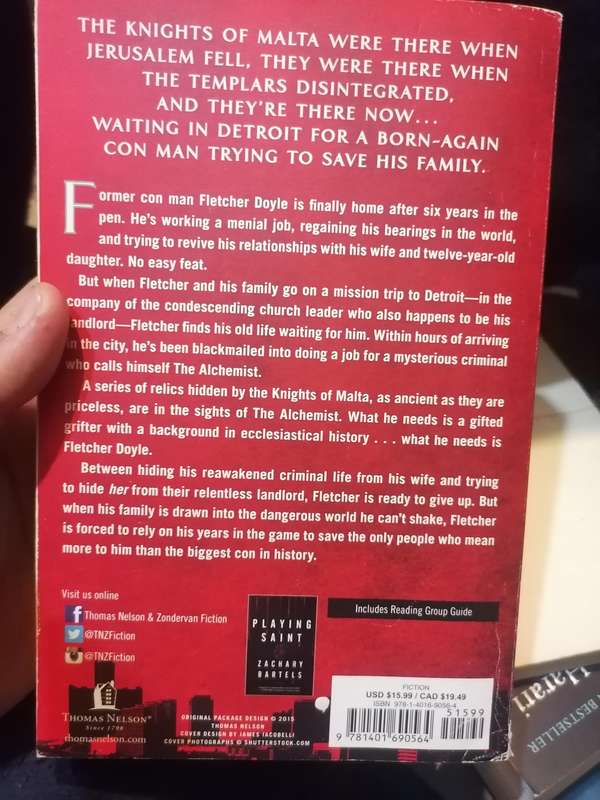 THE KNIGHTS OF MALTA WERE THERE WHEN
JERUSALEM FELL, THEY WERE THERE WHEN
THE TEMPLARS DISINTEGRATED,
AND THEY'RE THERE NOW...
WAITING IN DETROIT FOR A BORN-AGAIN
CON MAN TRYING TO SAVE HIS FAMILY.
Former con man Fletcher Doyle is finally home after six years in the
pen. He's working a menial job, regaining his bearings in the world,
and trying to revive his relationships with his wife and twelve-year-old
daughter. No easy feat.
But when Fletcher and his family go on a mission trip to Detroit—in the
company of the condescending church leader who also happens to be his
landlord—Fletcher finds his old life waiting for him. Within hours of arriving
in the city, he's been blackmailed into doing a job for a mysterious criminal
who calls himself The Alchemist.
A series of relics hidden by the Knights of Malta, as ancient as they are
priceless, are in the sights of The Alchemist. What he needs is a gifted
grifter with a background in ecclesiastical history . . . what he needs is
Fletcher Doyle.
Between hiding his reawakened criminal life from his wife and trying
to hide her from their relentless landlord, Fletcher is ready to give up. But
when his family is drawn into the dangerous world he can't shake, Fletcher
is forced to rely on his years in the game to save the only people who mean
more to him than the biggest con in history.
Visit us online
Thomas Nelson & Zondervan Fiction
@TNZFiction
@TNZFiction
PLAYING
SAINT
ZACHARY
BARTELS
Includes Reading Group Guide
THOMAS NELSON®
Since 1798
thomasnelson.com
ORIGINAL PACKAGE DESIGN © 2015
THOMAS NELSON
COVER DESIGN BY JAMES IACOBELLI
COVER PHOTOGRAPHS © SHUTTERSTOCK.COM
FICTION
USD $15.99 / CAD $19.49
ISBN 978-1-4016-9056-4
51599
9 781401 690564
Harari
BESTSELLER